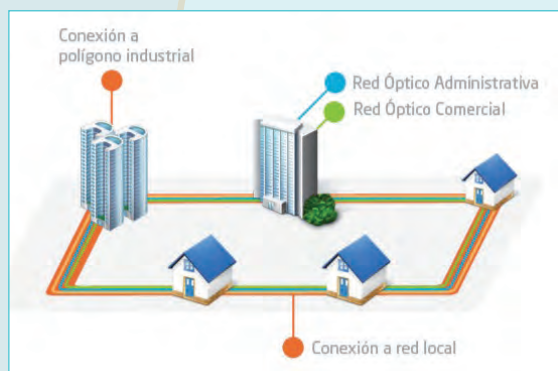 Conexión a
polígono industrial
Red Óptico Administrativa
Red Óptico Comercial
Conexión a red local